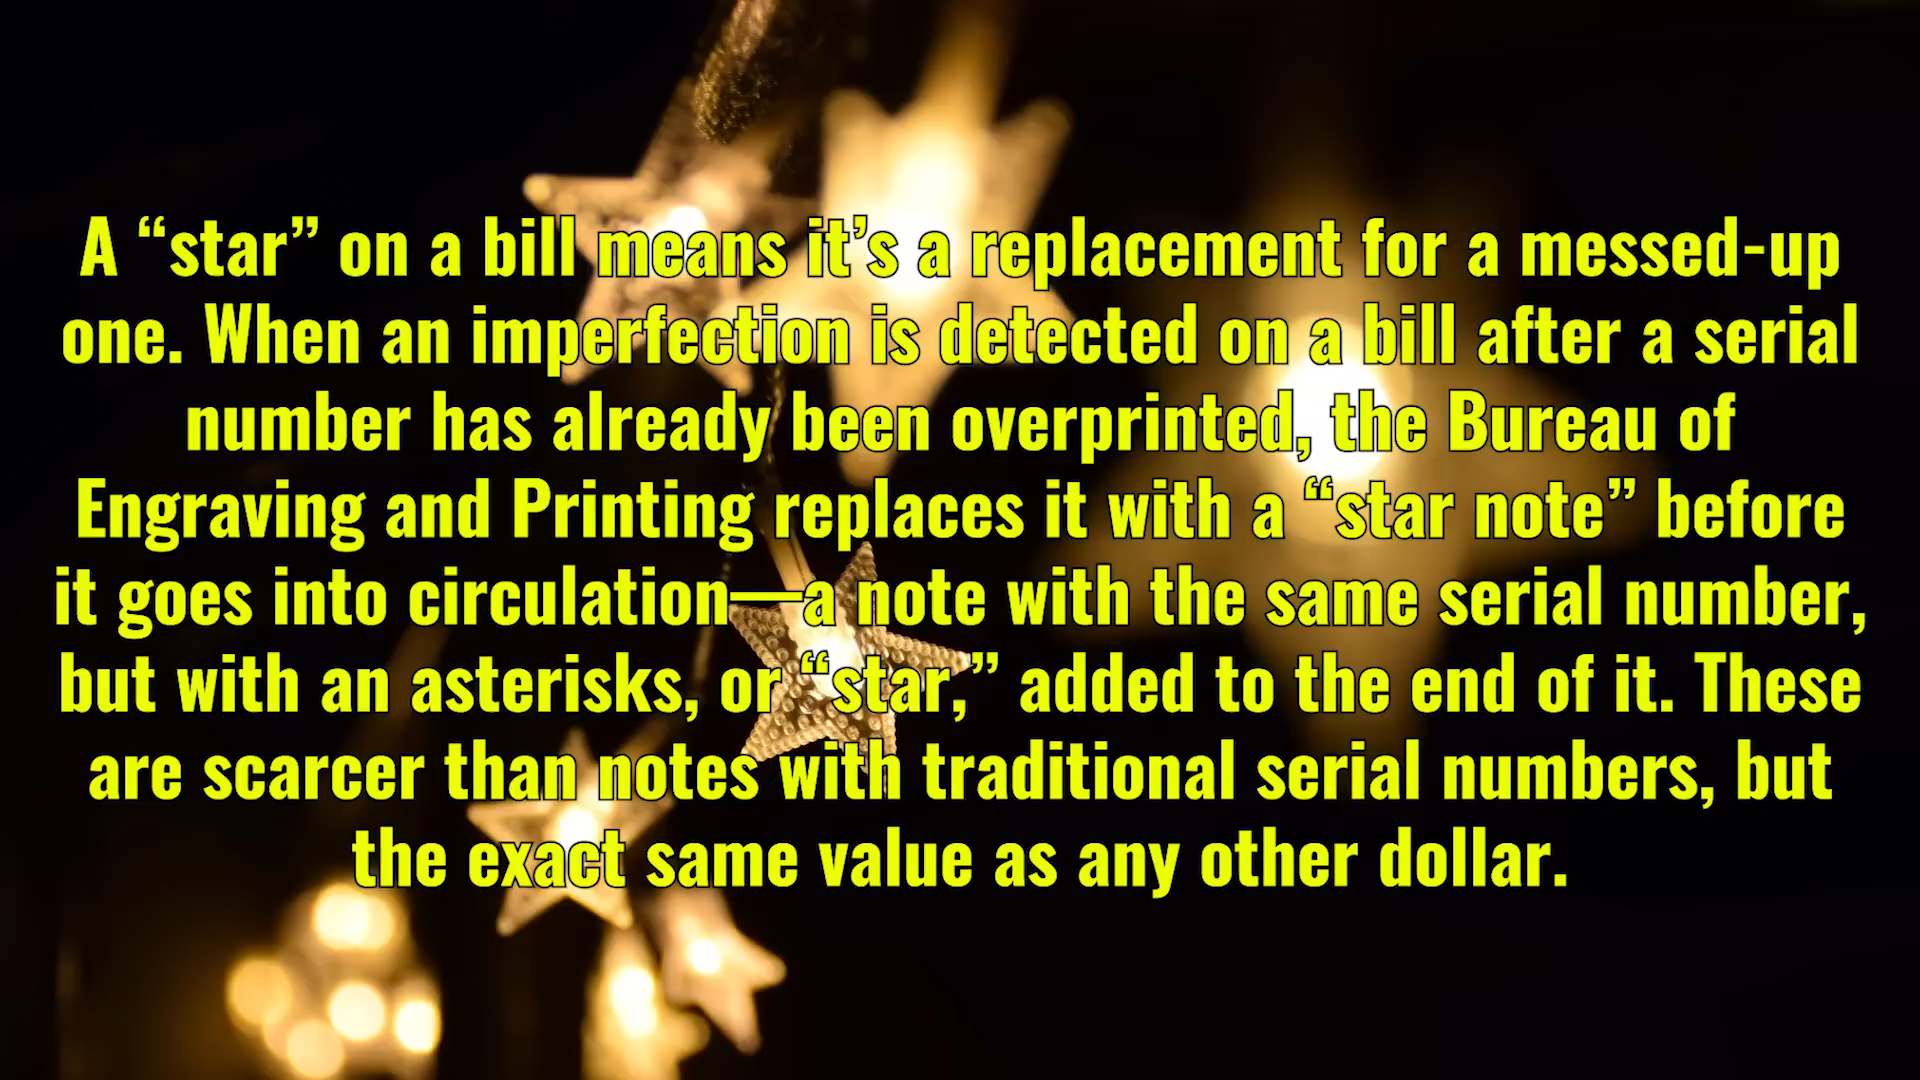 A “star” on a bill means it’s a replacement for a messed-up
one. When an imperfection is detected on a bill after a serial
number has already been overprinted, the Bureau of
Engraving and Printing replaces it with a “star note” before
it goes into circulation—a note with the same serial number,
but with an asterisks, or “star,” added to the end of it. These
are scarcer than notes with traditional serial numbers, but
the exact same value as any other dollar.